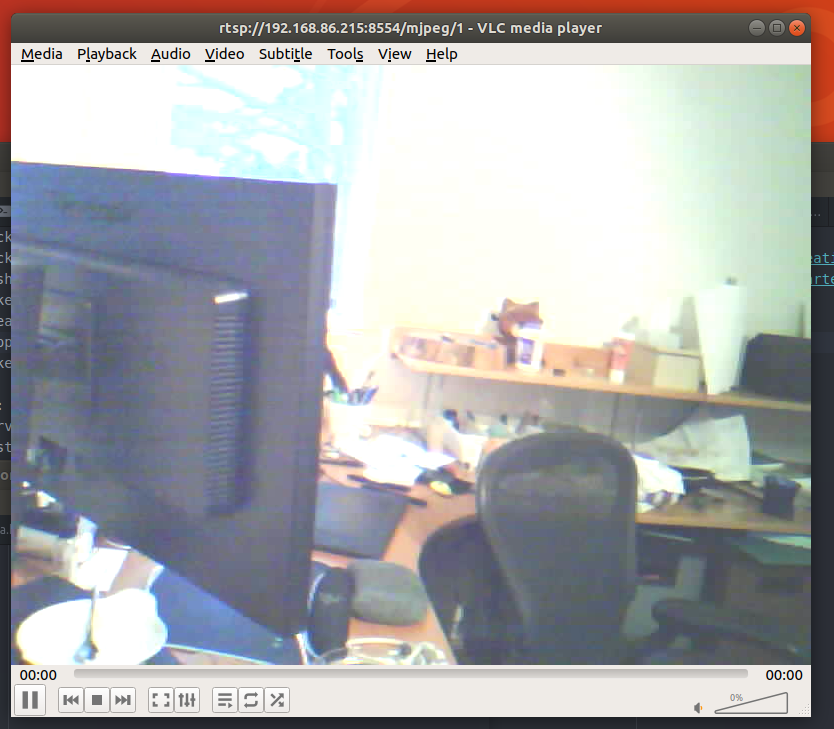 rtsp://192.168.86.215:8554/mjpeg/1 - VLC media player
Media Playback Audio Video Subtitle Tools View Help
00:00 00:00
0%